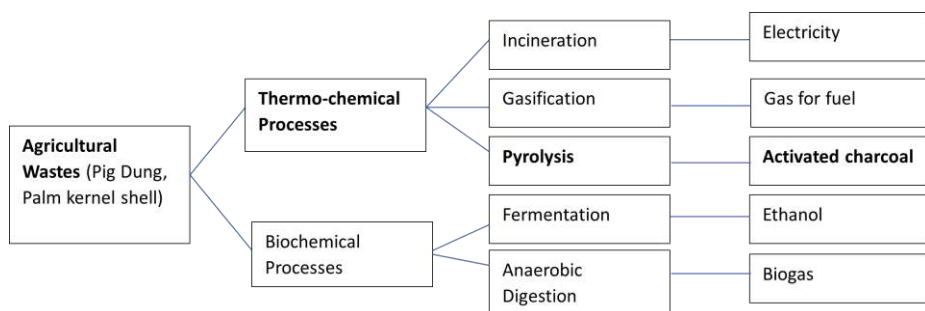 Agricultural
Wastes (Pig Dung,
Palm kernel shell)
Thermo-chemical
Processes
Biochemical
Processes
Incineration
Gasification
Pyrolysis
Fermentation
Anaerobic
Digestion
Electricity
Gas for fuel
Activated charcoal
Ethanol
Biogas